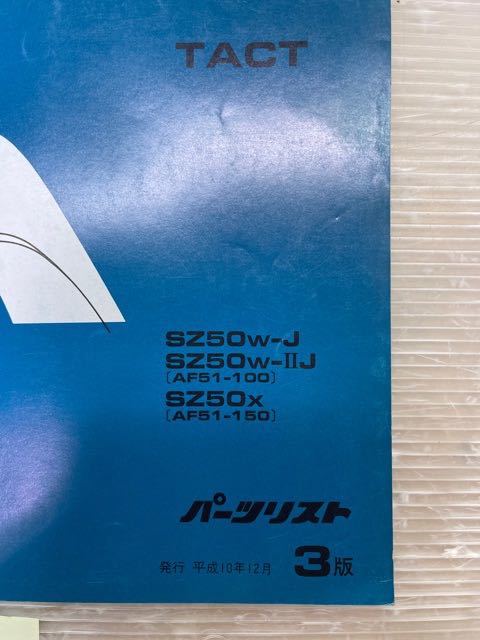 TACT
SZ50W-J
SZ50W-ⅡJ
〔AF51-100〕
SZ50X
〔AF51-150〕
パーツリスト
発行 平成10年12月 3版